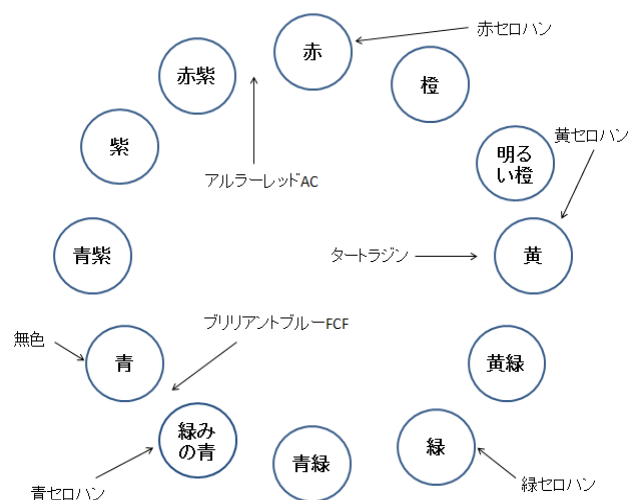 赤
赤セロハン
赤紫
橙
紫
明る
い橙
黄セロハン
アルラーレッドAC
青紫
タートラジン
黄
ブリリアントブルーFCF
無色
青
黄緑
緑み
の青
青緑
緑
青セロハン
緑セロハン